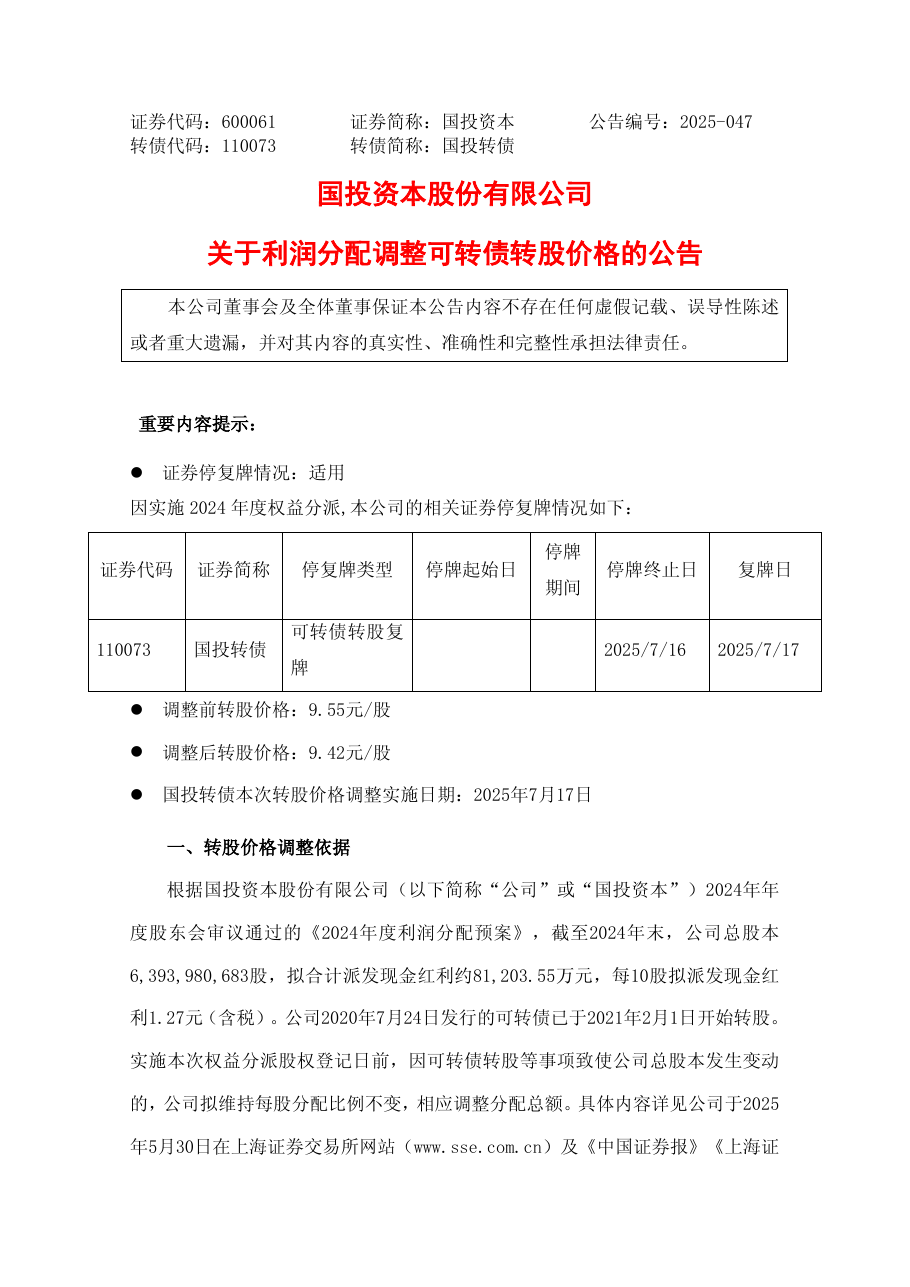 证券代码：600061 证券简称：国投资本 公告编号：2025-047
转债代码：110073 转债简称：国投转债
国投资本股份有限公司
关于利润分配调整可转债转股价格的公告
本公司董事会及全体董事保证本公告内容不存在任何虚假记载、误导性陈述
或者重大遗漏，并对其内容的真实性、准确性和完整性承担法律责任。
重要内容提示：
● 证券停复牌情况：适用
因实施 2024 年度权益分派,本公司的相关证券停复牌情况如下：
证券代码 证券简称 停复牌类型 停牌起始日 停牌期间 停牌终止日 复牌日
110073 国投转债 可转债转股复牌 2025/7/16 2025/7/17
● 调整前转股价格：9.55元/股
● 调整后转股价格：9.42元/股
● 国投转债本次转股价格调整实施日期：2025年7月17日
一、转股价格调整依据
根据国投资本股份有限公司（以下简称“公司”或“国投资本”）2024年年
度股东会审议通过的《2024年度利润分配预案》，截至2024年末，公司总股本
6,393,980,683股，拟合计派发现金红利约81,203.55万元，每10股拟派发现金红
利1.27元（含税）。公司2020年7月24日发行的可转债已于2021年2月1日开始转股。
实施本次权益分派股权登记日前，因可转债转股等事项致使公司总股本发生变动
的，公司拟维持每股分配比例不变，相应调整分配总额。具体内容详见公司于2025
年5月30日在上海证券交易所网站（www.sse.com.cn）及《中国证券报》《上海证